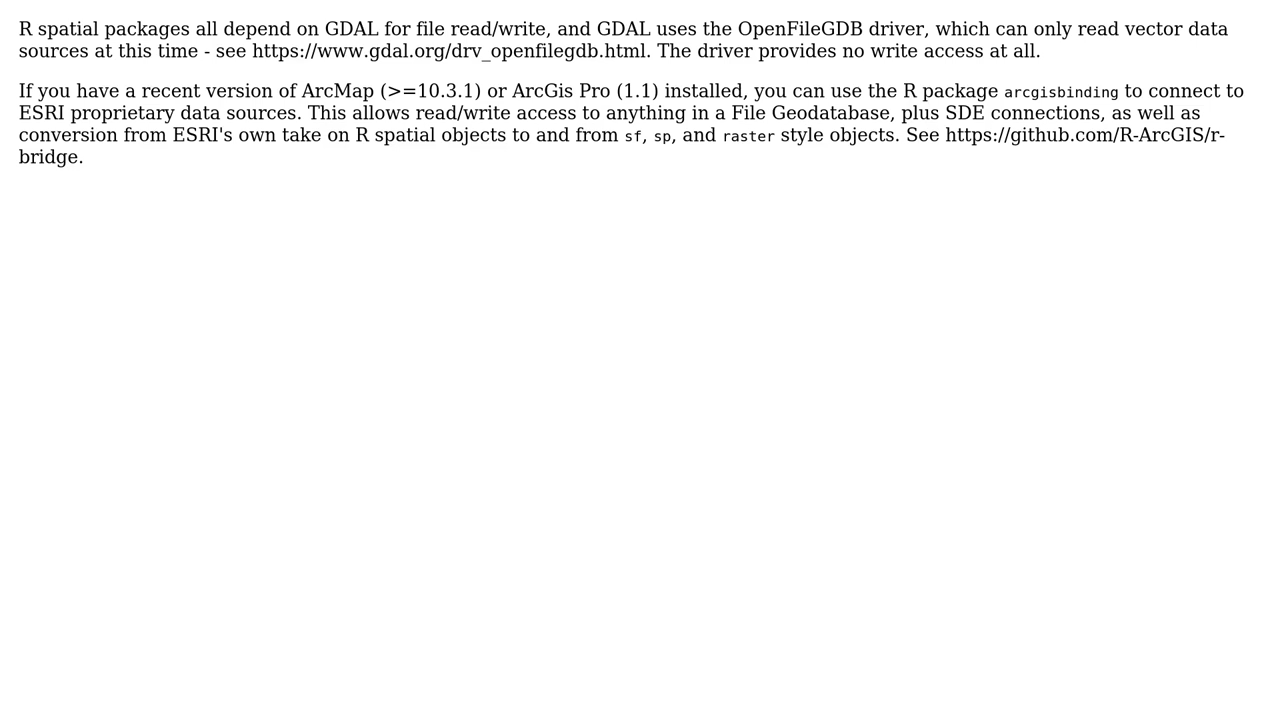 R spatial packages all depend on GDAL for file read/write, and GDAL uses the OpenFileGDB driver, which can only read vector data
sources at this time - see https://www.gdal.org/drv_openfilegdb.html. The driver provides no write access at all.
If you have a recent version of ArcMap (>=10.3.1) or ArcGis Pro (1.1) installed, you can use the R package arcgisbinding to connect to
ESRI proprietary data sources. This allows read/write access to anything in a File Geodatabase, plus SDE connections, as well as
conversion from ESRI's own take on R spatial objects to and from sf, sp, and raster style objects. See https://github.com/R-ArcGIS/r-
bridge.